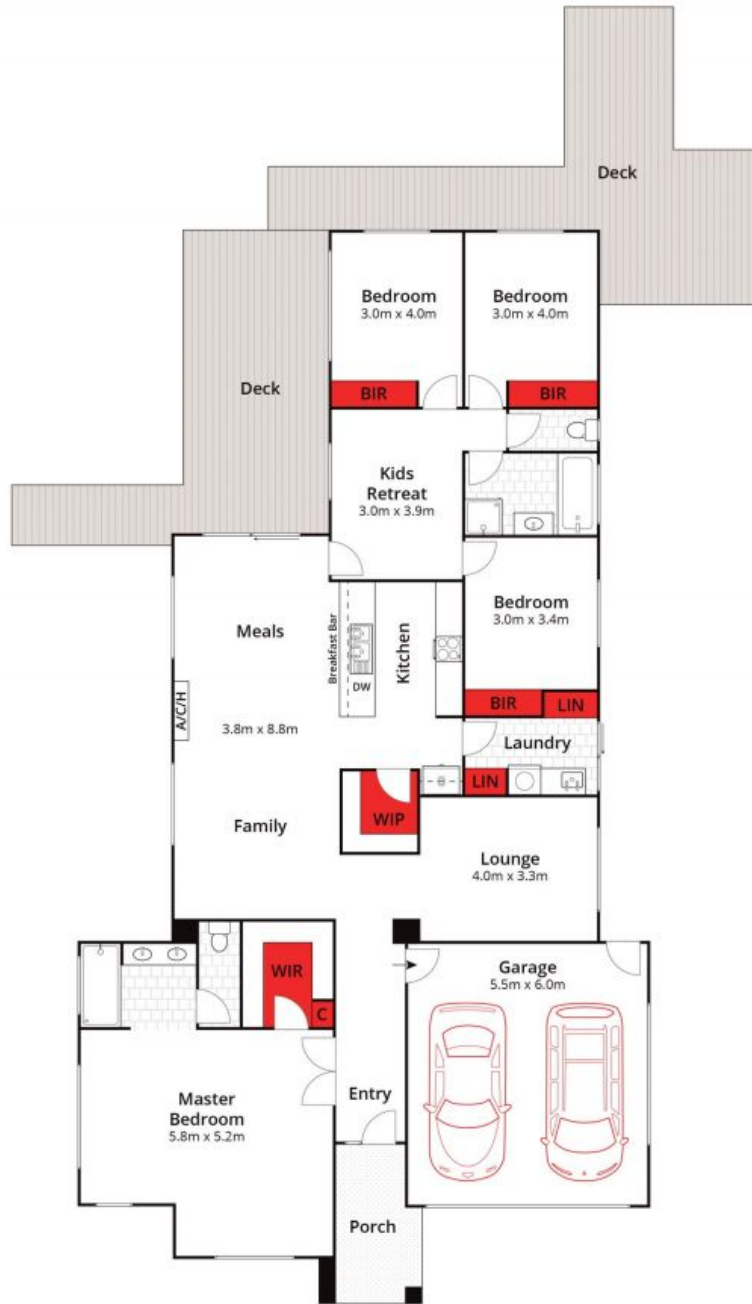 Deck
Bedroom
3.0m x 4.0m
Bedroom
3.0m x 4.0m
Deck
BIR
BIR
Kids
Retreat
3.0m x 3.9m
Bedroom
3.0m x 3.4m
Meals
Breakfast Bar
Kitchen
DW
A/C/H
3.8m x 8.8m
BIR
LIN
Laundry
LIN
WIP
Family
Lounge
4.0m x 3.3m
WIR
C
Garage
5.5m x 6.0m
Master
Bedroom
5.8m x 5.2m
Entry
Porch